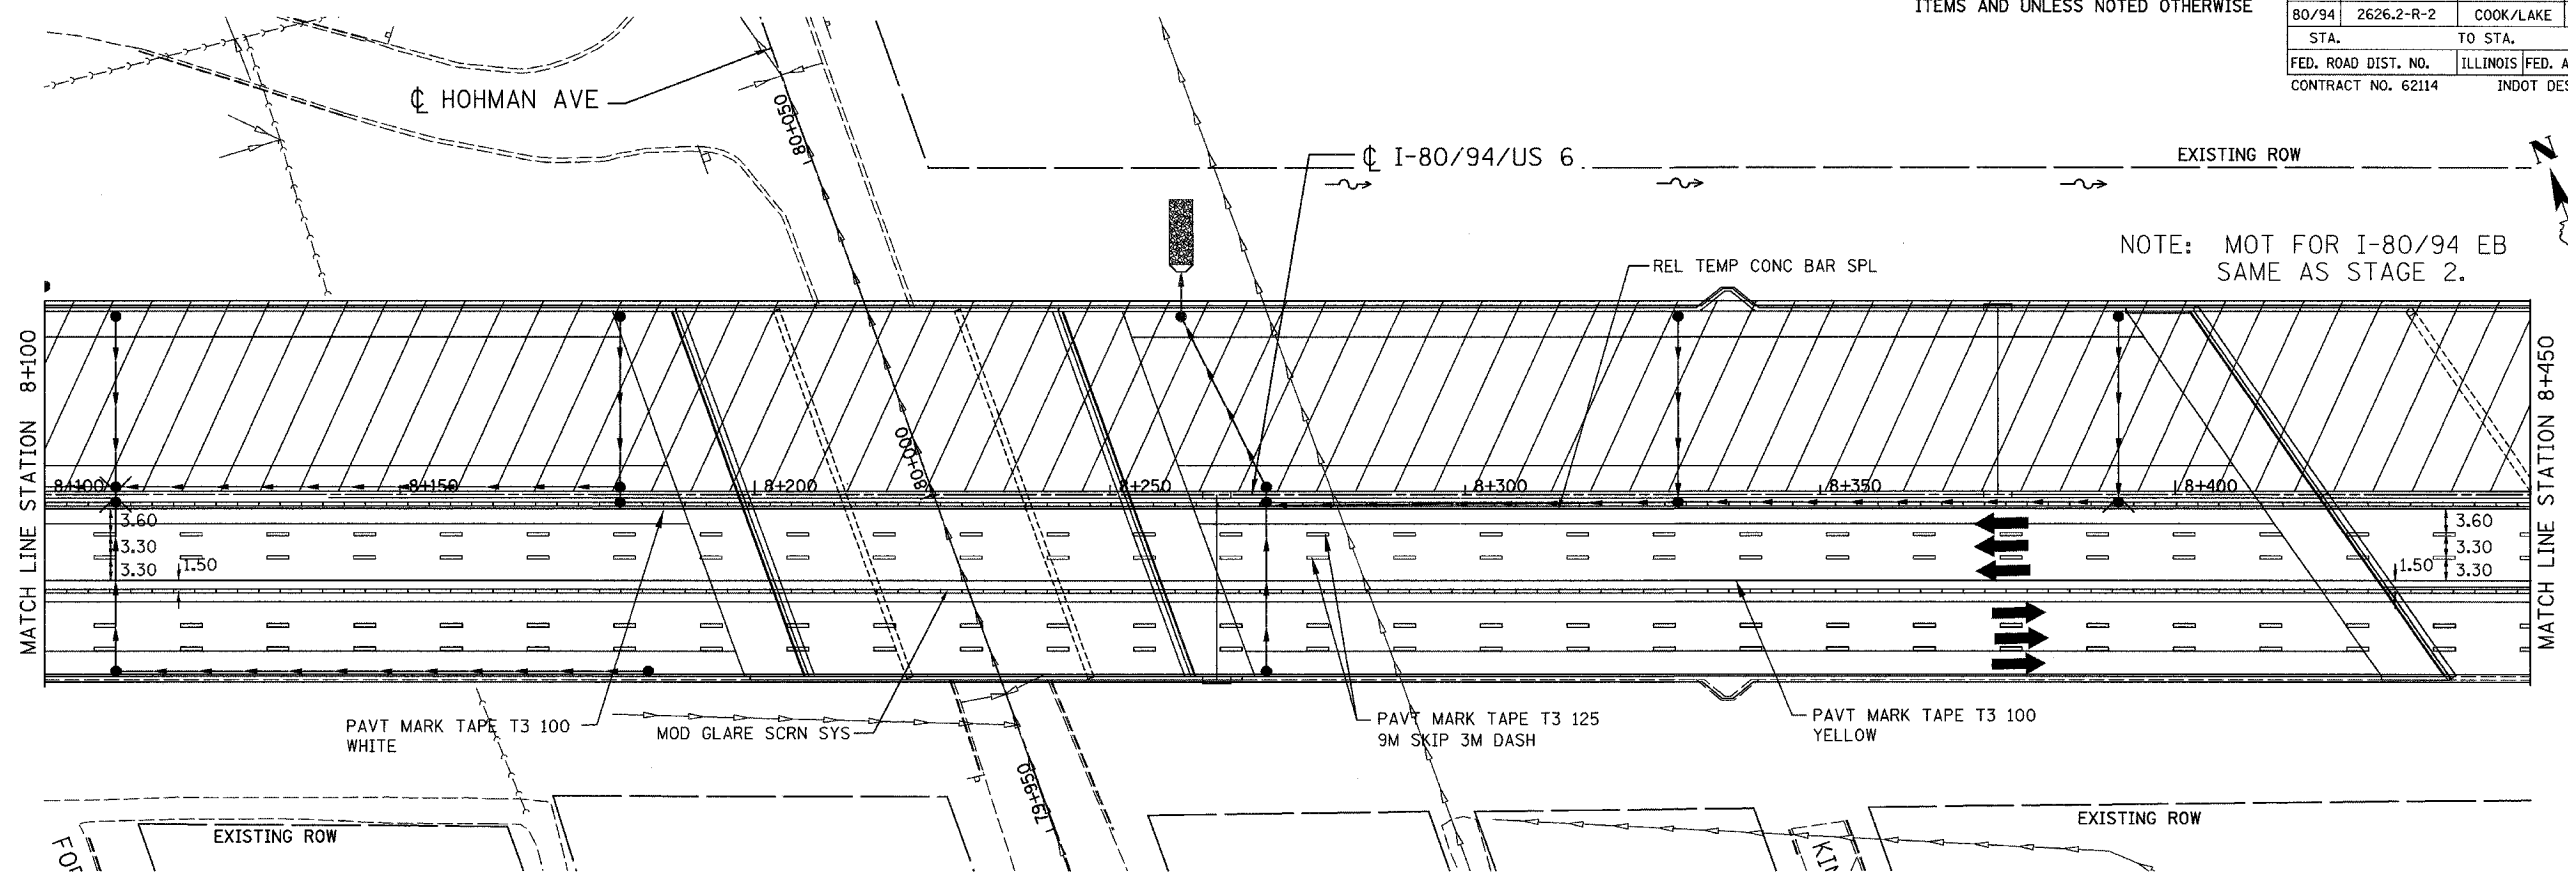 ITEMS AND UNLESS NOTED OTHERWISE
80/94 2626.2-R-2 COOK/LAKE
STA. TO STA.
FED. ROAD DIST. NO. ILLINOIS FED. A
CONTRACT NO. 62114 INDOT DES
℄ HOHMAN AVE
80+050
℄ I-80/94/US 6
EXISTING ROW
N
NOTE: MOT FOR I-80/94 EB
SAME AS STAGE 2.
REL TEMP CONC BAR SPL
MATCH LINE STATION 8+100
MATCH LINE STATION 8+450
80+000
8+100
8+150
8+200
8+250
8+300
8+350
8+400
3.60
3.30
3.30
1.50
3.60
3.30
3.30
1.50
PAVT MARK TAPE T3 100
WHITE
MOD GLARE SCRN SYS
PAVT MARK TAPE T3 125
9M SKIP 3M DASH
PAVT MARK TAPE T3 100
YELLOW
79+950
EXISTING ROW
EXISTING ROW
FOR
KIN